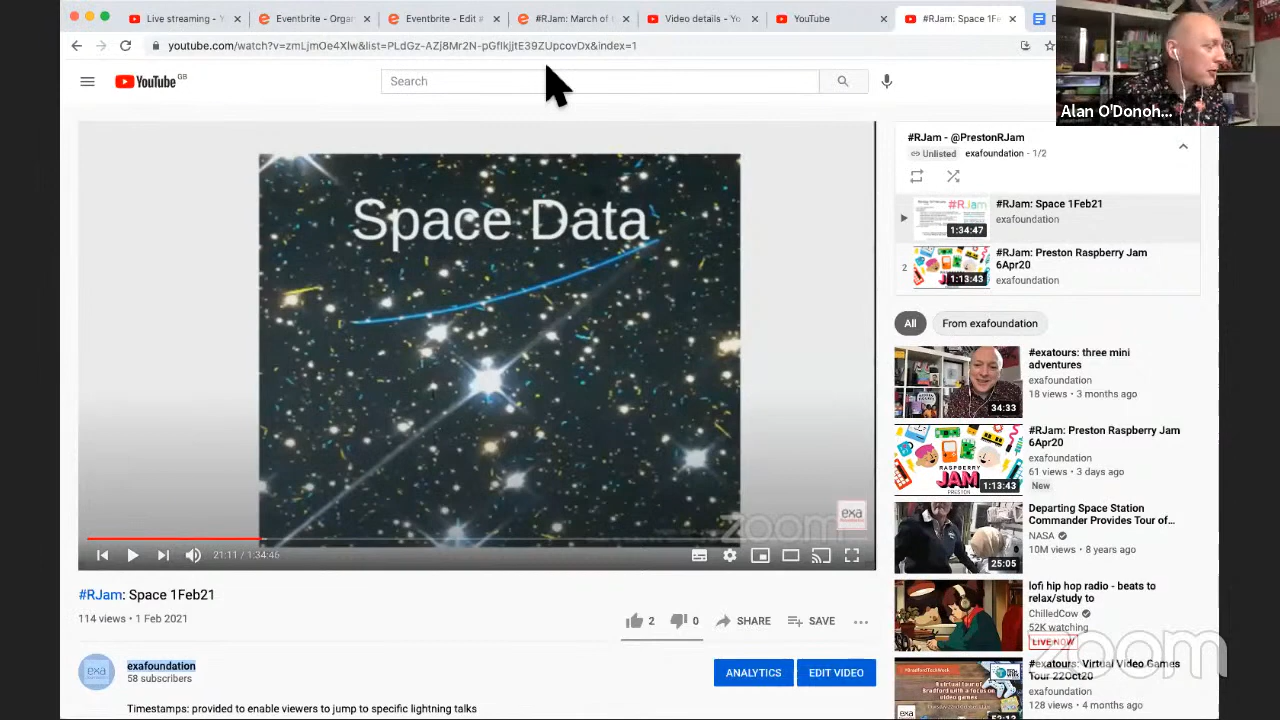 Live streaming - Y
Eventbrite - Organ
Eventbrite - Edit #
#RJam: March of t
Video details - Yo
YouTube
#RJam: Space 1Fe
youtube.com/watch?v=zmLjmOe4XIw&list=PLdGz-AZj8Mr2N-pGflKjjtE39ZUpcovDx&index=1
YouTube GB
Search
Alan O'Donoh...
Space Data
zoom
exa
21:11 / 1:34:46
#RJam: Space 1Feb21
114 views • 1 Feb 2021
2
0
SHARE
SAVE
exa
exafoundation
58 subscribers
ANALYTICS
EDIT VIDEO
Timestamps: provided to enable viewers to jump to specific lightning talks
#RJam - @PrestonRJam
Unlisted exafoundation - 1/2
#RJam
1:34:47
#RJam: Space 1Feb21
exafoundation
2
1:13:43
#RJam: Preston Raspberry Jam
6Apr20
exafoundation
All
From exafoundation
34:33
#exatours: three mini
adventures
exafoundation
18 views • 3 months ago
RASPBERRY
JAM
PRESTON
1:13:43
#RJam: Preston Raspberry Jam
6Apr20
exafoundation
61 views • 3 days ago
New
25:05
Departing Space Station
Commander Provides Tour of...
NASA
10M views • 8 years ago
lofi hip hop radio - beats to
relax/study to
ChilledCow
52K watching
LIVE NOW
zoom
#exatours: Virtual Video Games
Tour 22Oct20
exafoundation
128 views • 4 months ago